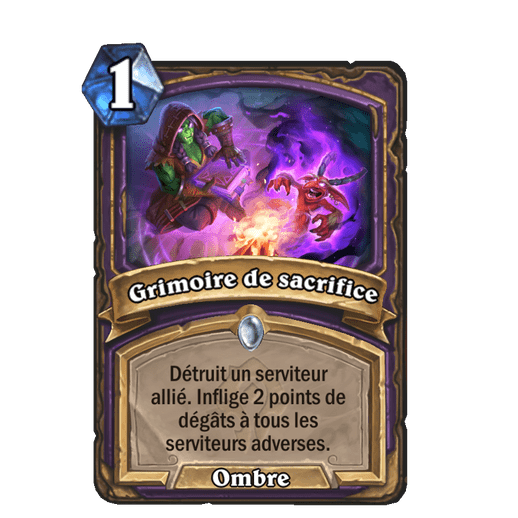 1
Grimoire de sacrifice
Détruit un serviteur
allié. Inflige 2 points de
dégâts à tous les
serviteurs adverses.
Ombre